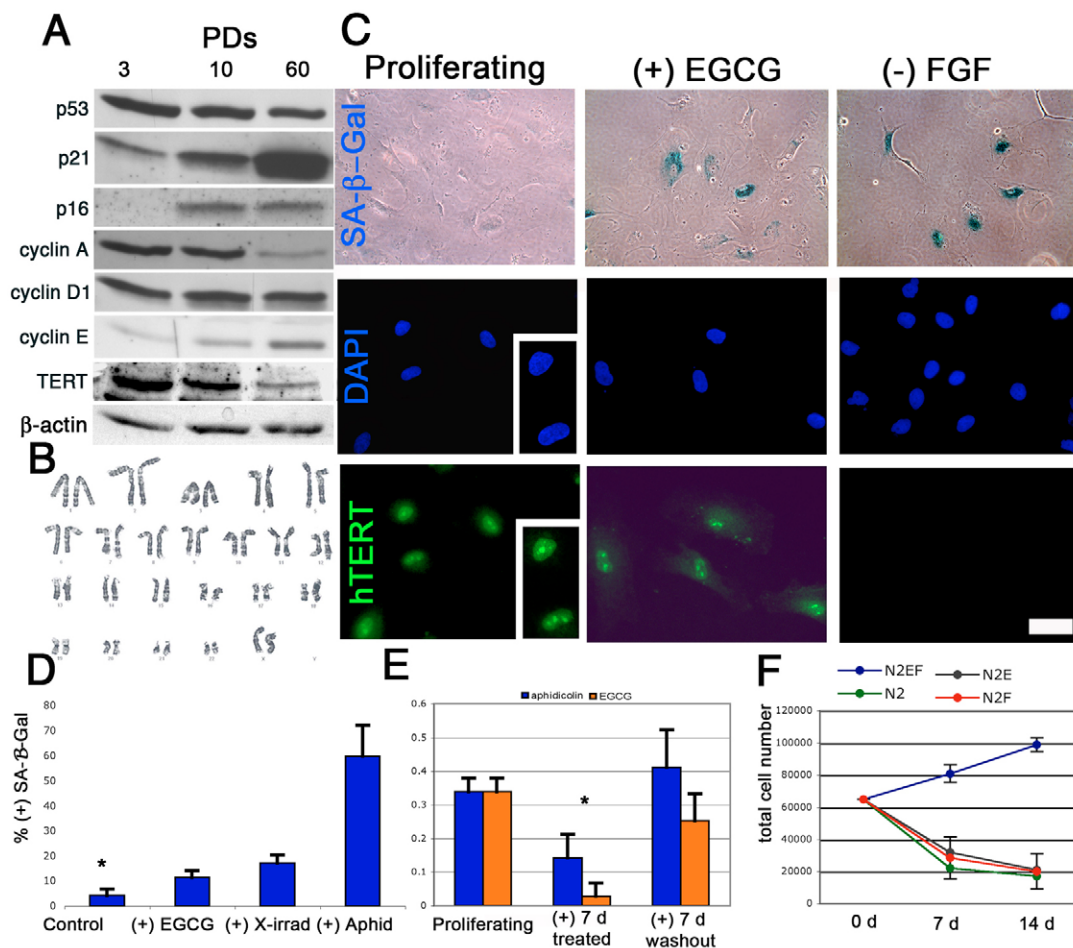 A
PDs
3 10 60
p53
p21
p16
cyclin A
cyclin D1
cyclin E
TERT
β-actin
B
C
Proliferating (+) EGCG (-) FGF
SA-β-Gal
DAPI
hTERT
D
% (+) SA-B-Gal
80
70
60
50
40
30
20
10
0
*
Control (+) EGCG (+) X-irrad (+) Aphid
E
aphidicolin EGCG
0.6
0.5
0.4
0.3
0.2
0.1
0
*
Proliferating (+) 7 d (+) 7 d
treated washout
F
N2EF N2E
N2 N2F
total cell number
120000
100000
80000
60000
40000
20000
0
0 d 7 d 14 d